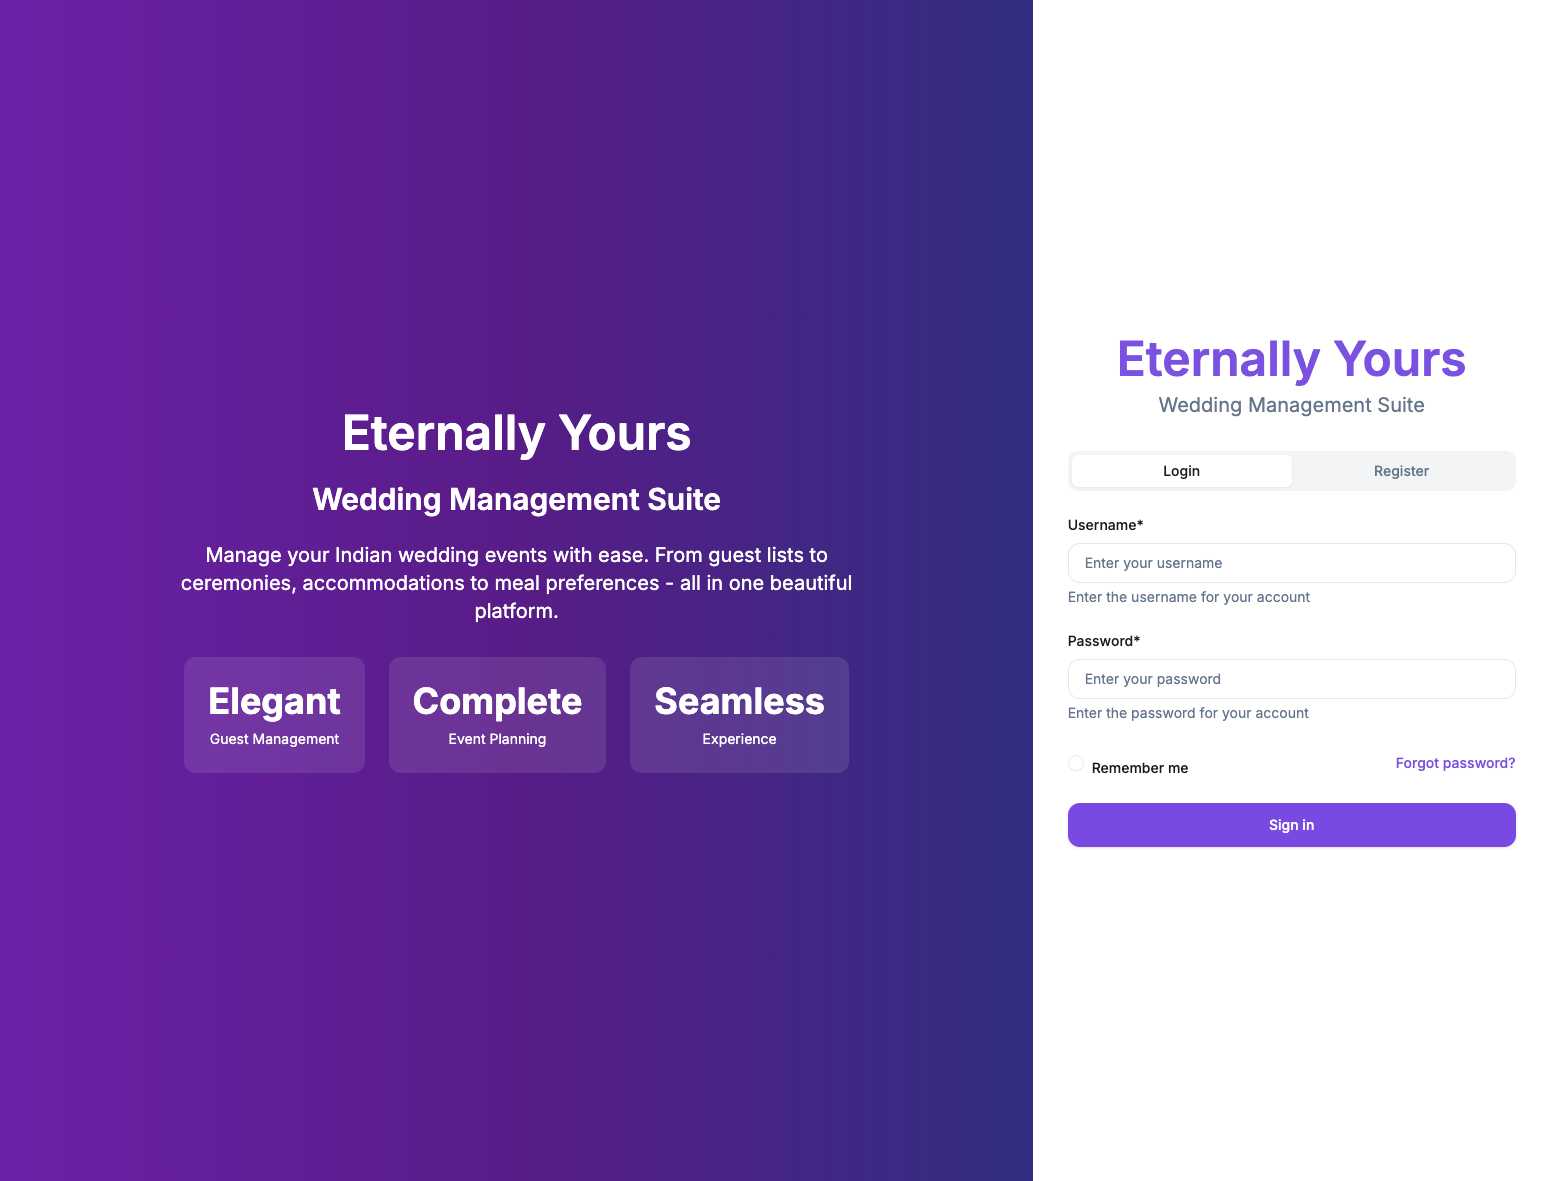 Eternally Yours
Wedding Management Suite
Manage your Indian wedding events with ease. From guest lists to
ceremonies, accommodations to meal preferences - all in one beautiful
platform.
Elegant
Guest Management
Complete
Event Planning
Seamless
Experience
Eternally Yours
Wedding Management Suite
Login
Register
Username*
Enter your username
Enter the username for your account
Password*
Enter your password
Enter the password for your account
Remember me
Forgot password?
Sign in